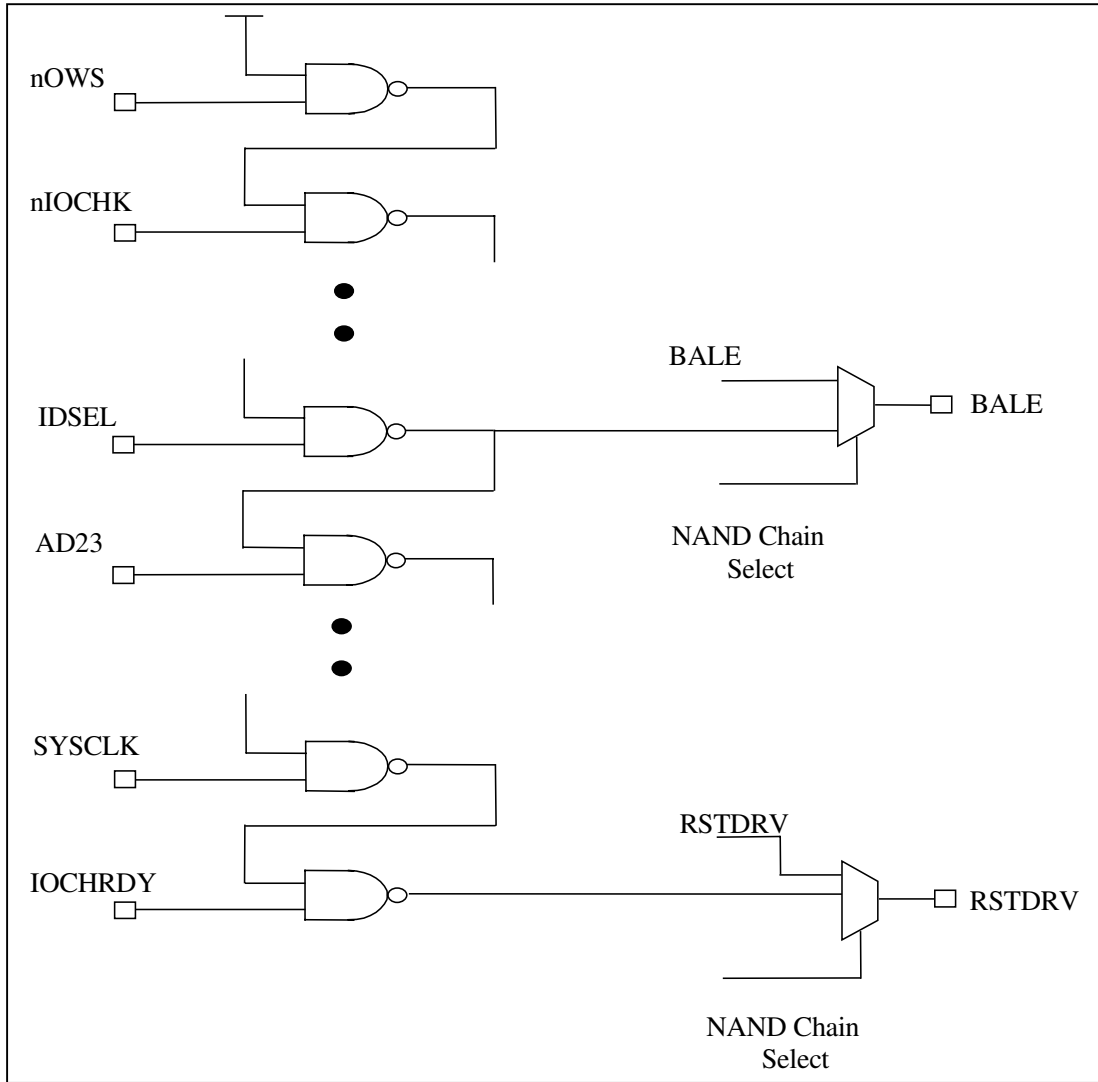 nOWS
nIOCHK
BALE
IDSEL
BALE
AD23
NAND Chain
Select
SYSCLK
RSTDRV
IOCHRDY
RSTDRV
NAND Chain
Select